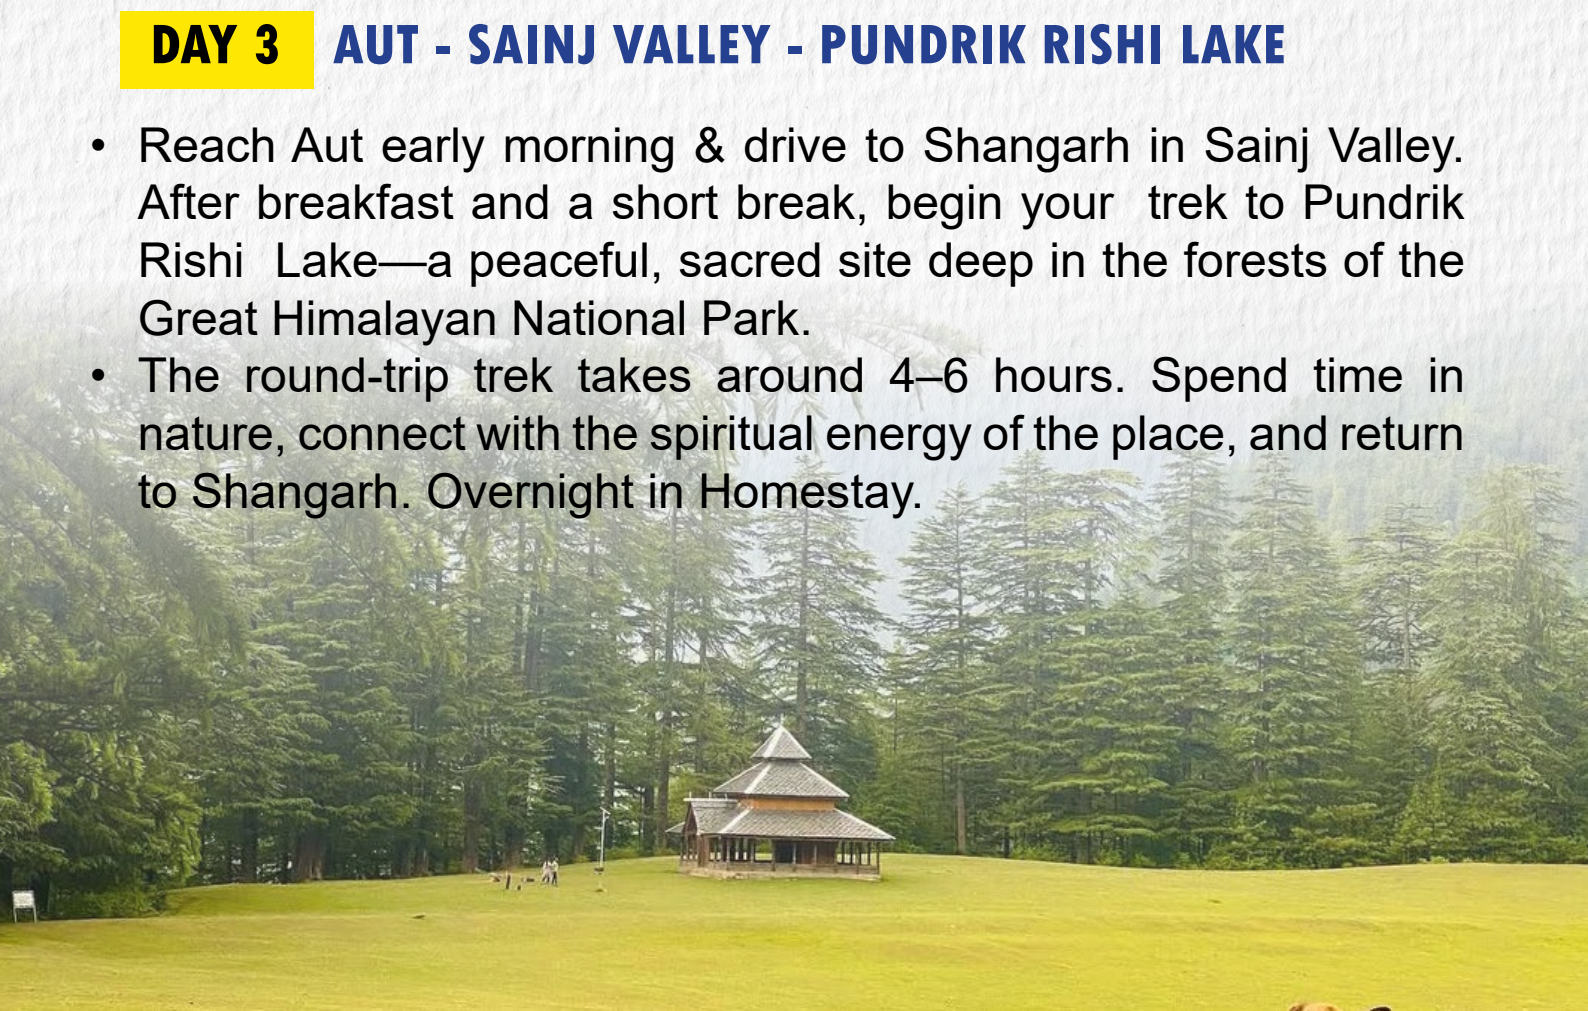 DAY 3 AUT - SAINJ VALLEY - PUNDRIK RISHI LAKE
• Reach Aut early morning & drive to Shangarh in Sainj Valley.
After breakfast and a short break, begin your trek to Pundrik
Rishi Lake—a peaceful, sacred site deep in the forests of the
Great Himalayan National Park.
• The round-trip trek takes around 4–6 hours. Spend time in
nature, connect with the spiritual energy of the place, and return
to Shangarh. Overnight in Homestay.